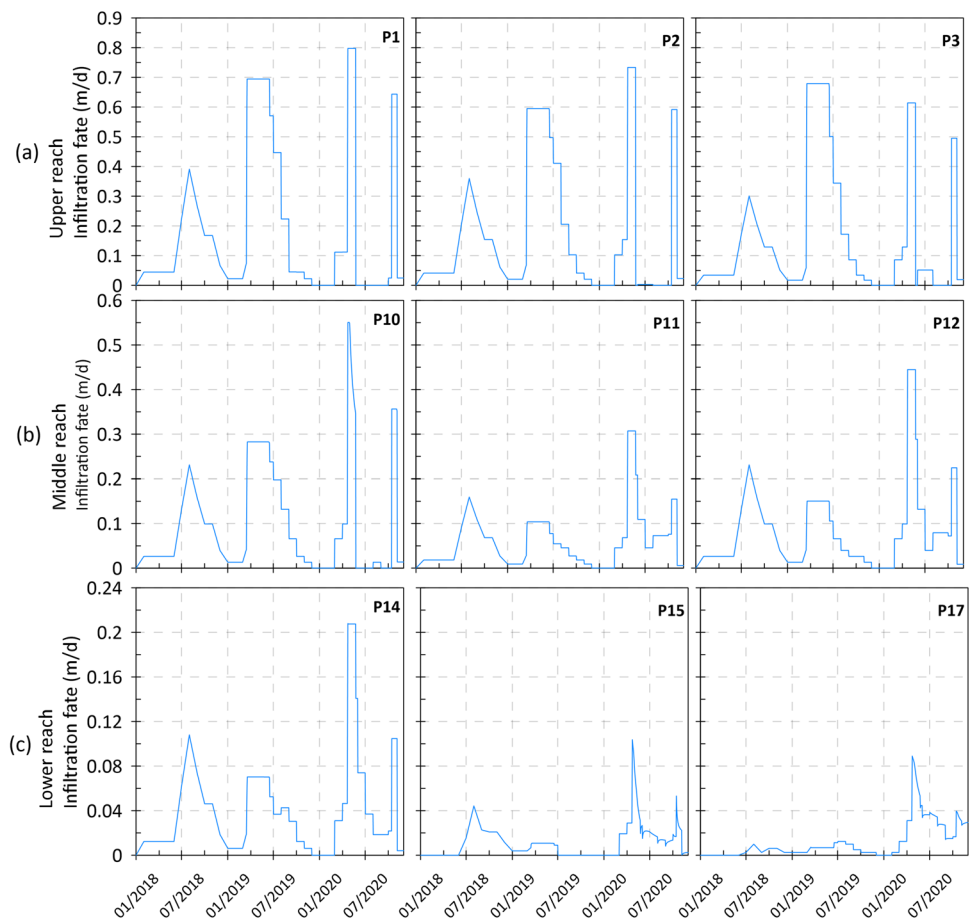 (a)
Upper reach
Infiltration fate (m/d)
0.9
0.8
0.7
0.6
0.5
0.4
0.3
0.2
0.1
0
P1
P2
P3
(b)
Middle reach
Infiltration fate (m/d)
0.6
0.5
0.4
0.3
0.2
0.1
0
P10
P11
P12
(c)
Lower reach
Infiltration fate (m/d)
0.24
0.2
0.16
0.12
0.08
0.04
0
P14
P15
P17
01/2018 07/2018 01/2019 07/2019 01/2020 07/2020 01/2018 07/2018 01/2019 07/2019 01/2020 07/2020 01/2018 07/2018 01/2019 07/2019 01/2020 07/2020